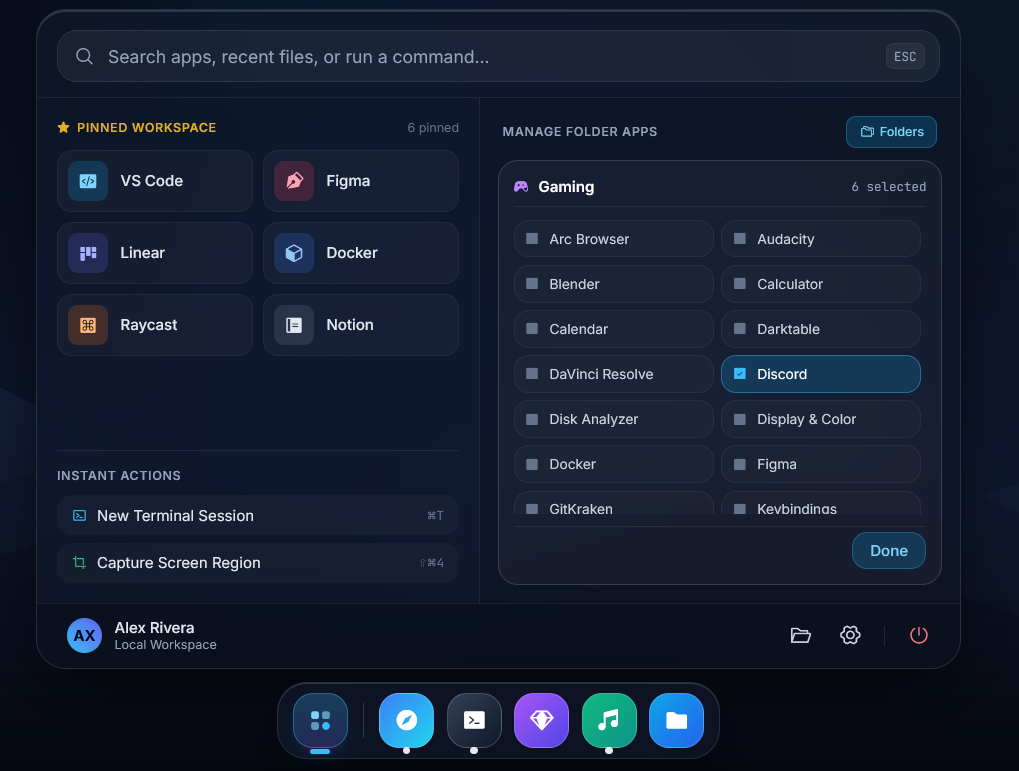 Search apps, recent files, or run a command...
ESC
PINNED WORKSPACE
6 pinned
VS Code
Figma
Linear
Docker
Raycast
Notion
INSTANT ACTIONS
New Terminal Session
⌘T
Capture Screen Region
⇧⌘4
MANAGE FOLDER APPS
Folders
Gaming
6 selected
Arc Browser
Audacity
Blender
Calculator
Calendar
Darktable
DaVinci Resolve
Discord
Disk Analyzer
Display & Color
Docker
Figma
GitKraken
Keybindings
Done
AX
Alex Rivera
Local Workspace